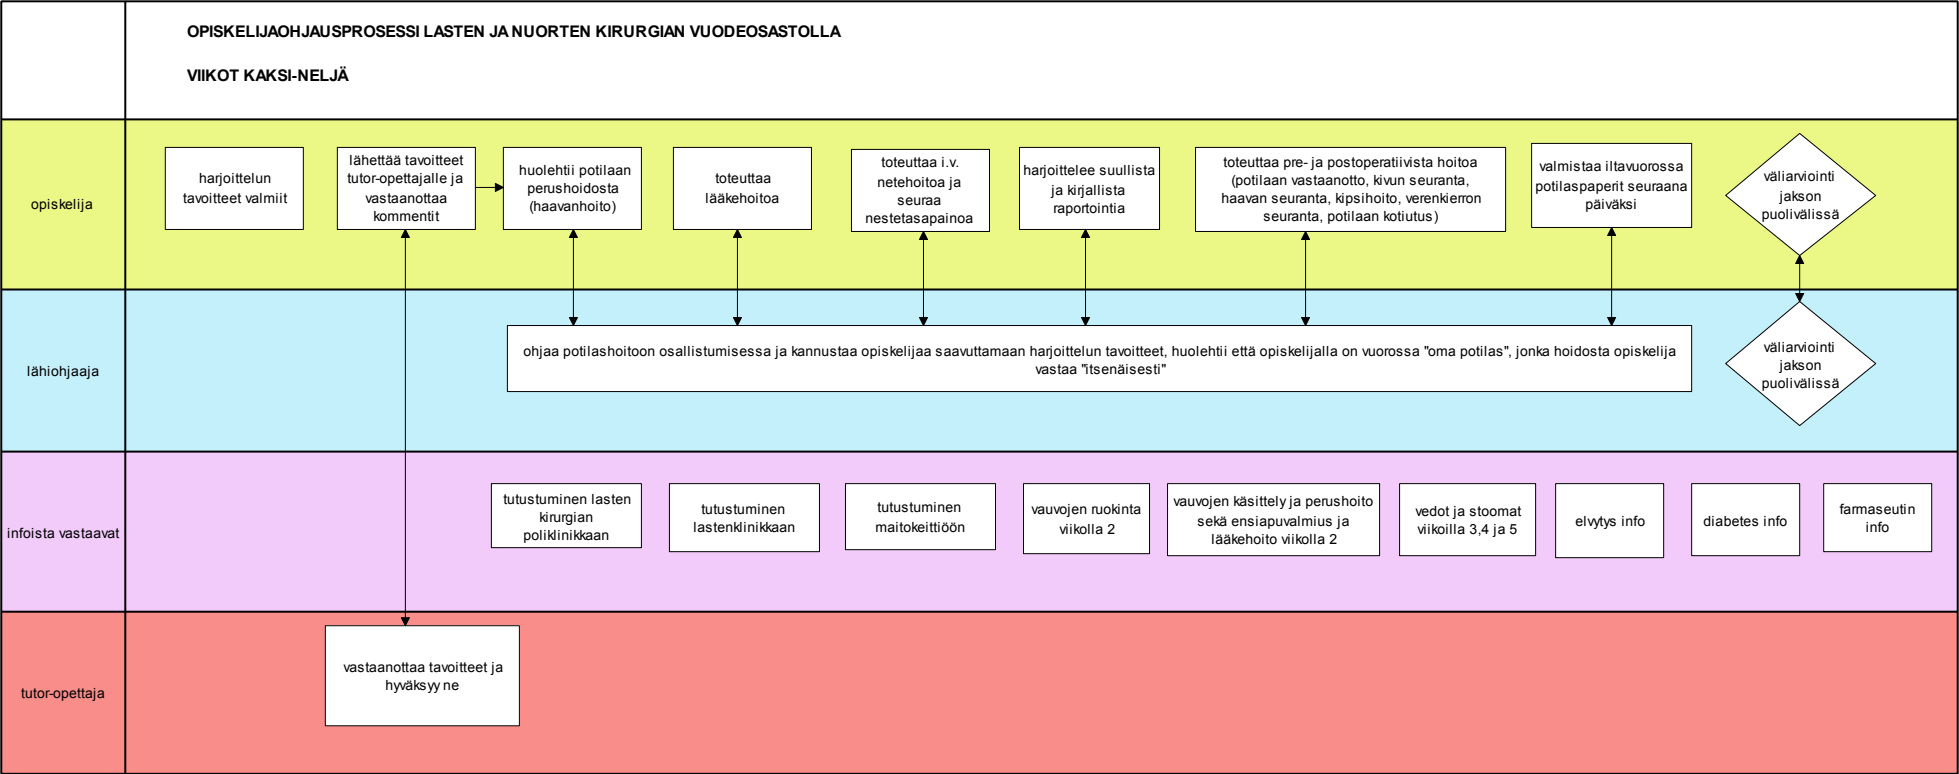 OPISKELIJAOHJAUSPROSESSI LASTEN JA NUORTEN KIRURGIAN VUODEOSASTOLLA
VIIKOT KAKSI-NELJÄ
opiskelija
harjoittelun
tavoitteet valmiit
lähettää tavoitteet
tutor-opettajalle ja
vastaanottaa
kommentit
huolehtii potilaan
perushoidosta
(haavanhoito)
toteuttaa
lääkehoitoa
toteuttaa i.v.
netehoitoa ja
seuraa
nestetasapainoa
harjoittelee suullista
ja kirjallista
raportointia
toteuttaa pre- ja postoperatiivista hoitoa
(potilaan vastaanotto, kivun seuranta,
haavan seuranta, kipsihoito, verenkierron
seuranta, potilaan kotiutus)
valmistaa iltavuorossa
potilaspaperit seuraana
päiväksi
väliarviointi
jakson
puolivälissä
lähiohjaaja
ohjaa potilashoitoon osallistumisessa ja kannustaa opiskelijaa saavuttamaan harjoittelun tavoitteet, huolehtii että opiskelijalla on vuorossa "oma potilas", jonka hoidosta opiskelija
vastaa "itsenäisesti"
väliarviointi
jakson
puolivälissä
infoista vastaavat
tutustuminen lasten
kirurgian
poliklinikkaan
tutustuminen
lastenklinikkaan
tutustuminen
maitokeittiöön
vauvojen ruokinta
viikolla 2
vauvojen käsittely ja perushoito
sekä ensiapuvalmius ja
lääkehoito viikolla 2
vedot ja stoomat
viikoilla 3,4 ja 5
elvytys info
diabetes info
farmaseutin
info
tutor-opettaja
vastaanottaa tavoitteet ja
hyväksyy ne